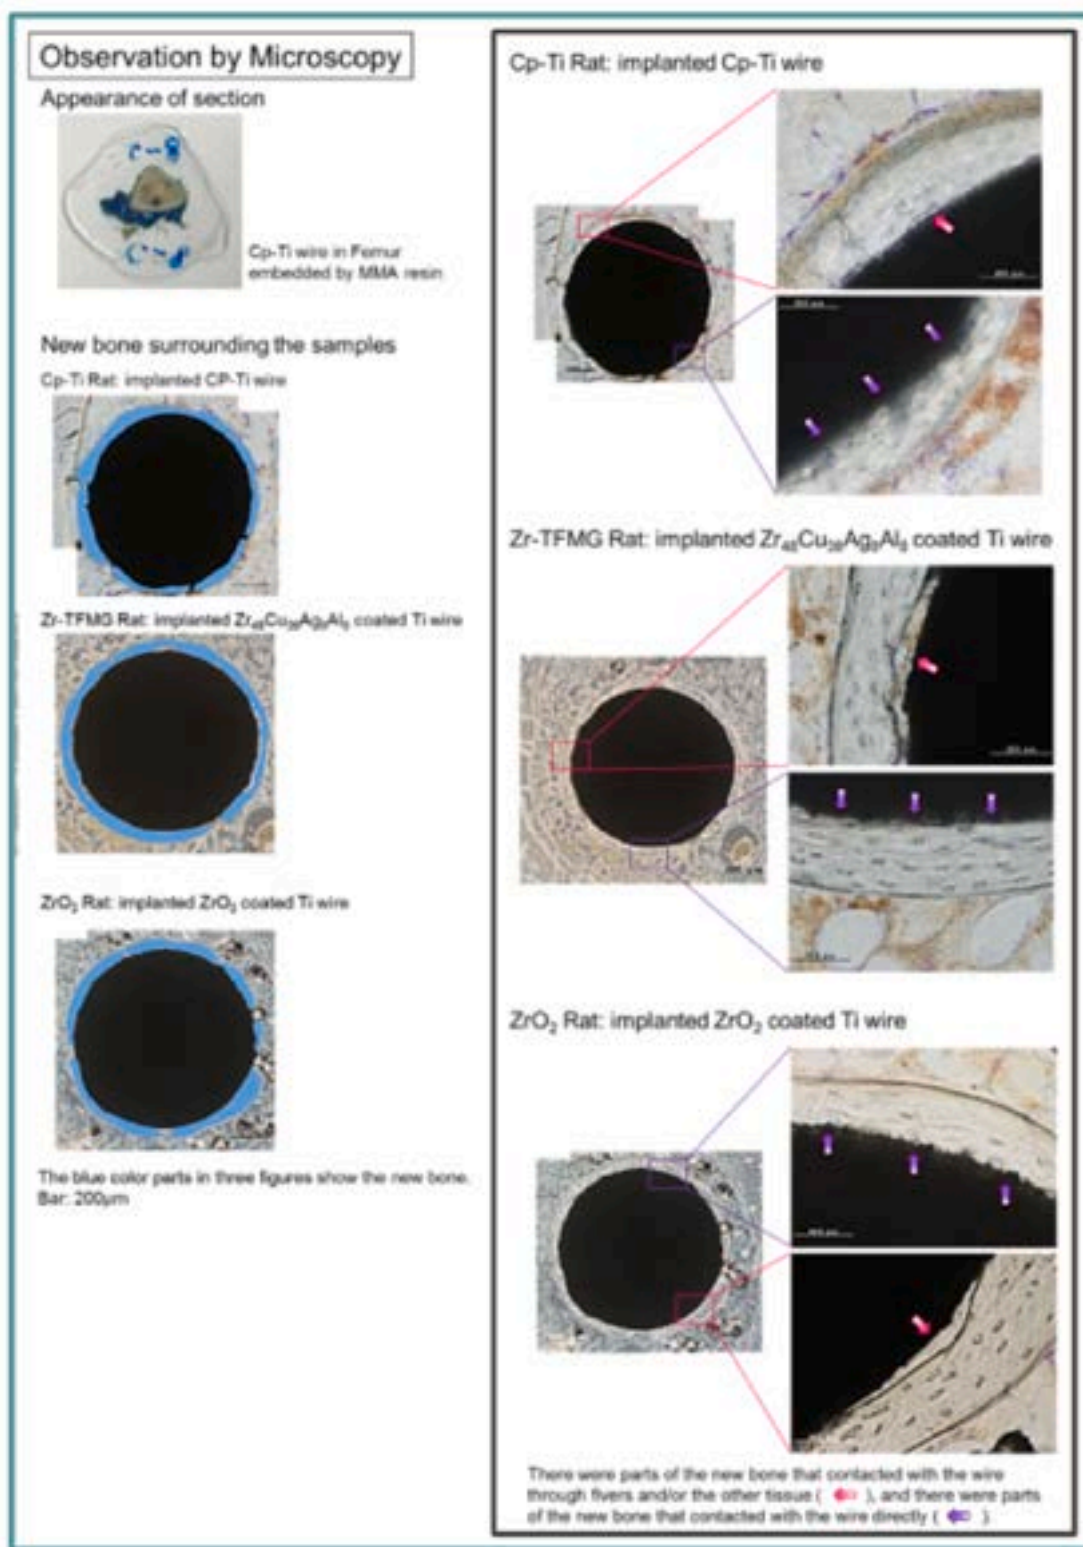 Observation by Microscopy
Appearance of section
C-8
Cp-Ti wire in Femur
embedded by MMA resin
New bone surrounding the samples
Cp-Ti Rat: implanted CP-Ti wire
Zr-TFMG Rat: implanted Zr₄₈Cu₃₆Ag₈Al₈ coated Ti wire
ZrO₂ Rat: implanted ZrO₂ coated Ti wire
The blue color parts in three figures show the new bone.
Bar: 200μm
Cp-Ti Rat: implanted Cp-Ti wire
Zr-TFMG Rat: implanted Zr₄₈Cu₃₆Ag₈Al₈ coated Ti wire
ZrO₂ Rat: implanted ZrO₂ coated Ti wire
There were parts of the new bone that contacted with the wire
through fivers and/or the other tissue ( ), and there were parts
of the new bone that contacted with the wire directly ( )